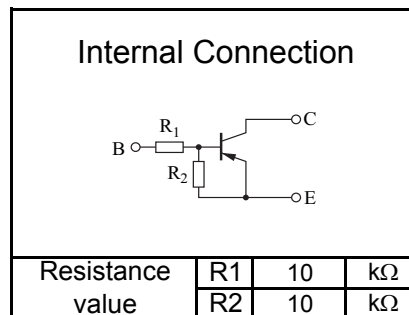 Internal Connection
C
R1
B
R2
E
Resistance value
R1 10 kΩ
R2 10 kΩ